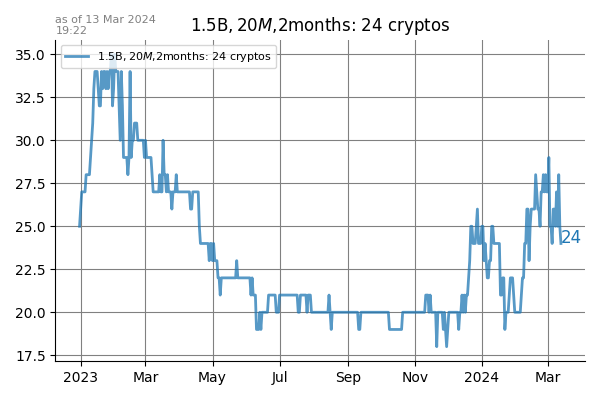 as of 13 Mar 2024
19:22
1.5B, 20M,2months: 24 cryptos
1.5B, 20M,2months: 24 cryptos
35.0
32.5
30.0
27.5
25.0
22.5
20.0
17.5
24
2023
Mar
May
Jul
Sep
Nov
2024
Mar